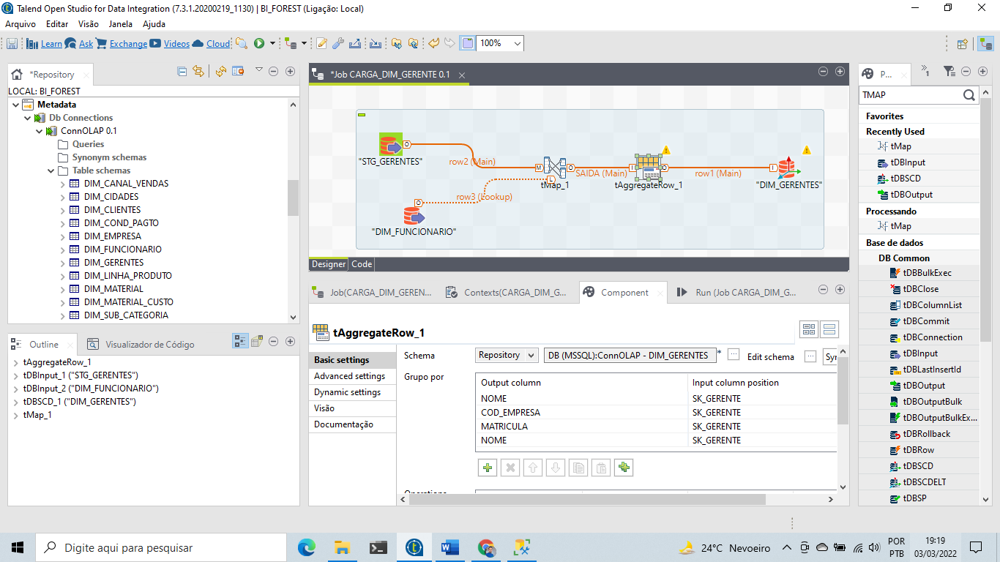 Talend Open Studio for Data Integration (7.3.1.20200219_1130) | BI_FOREST (Ligação: Local)
Arquivo Editar Visão Janela Ajuda
Learn Ask Exchange Videos Cloud 100%
*Repository
LOCAL: BI_FOREST
Metadata
Db Connections
ConnOLAP 0.1
Queries
Synonym schemas
Table schemas
DIM_CANAL_VENDAS
DIM_CIDADES
DIM_CLIENTES
DIM_COND_PAGTO
DIM_EMPRESA
DIM_FUNCIONARIO
DIM_GERENTES
DIM_LINHA_PRODUTO
DIM_MATERIAL
DIM_MATERIAL_CUSTO
DIM_SUB_CATEGORIA
Outline
Visualizador de Código
tAggregateRow_1
tDBInput_1 ("STG_GERENTES")
tDBInput_2 ("DIM_FUNCIONARIO")
tDBSCD_1 ("DIM_GERENTES")
tMap_1
*Job CARGA_DIM_GERENTE 0.1
"STG_GERENTES"
row2 (Main)
row3 (Lookup)
"DIM_FUNCIONARIO"
tMap_1
SAIDA (Main)
tAggregateRow_1
row1 (Main)
"DIM_GERENTES"
Designer Code
Job(CARGA_DIM_GEREN...
Contexts(CARGA_DIM_G...
Component
Run (Job CARGA_DIM_G...
tAggregateRow_1
Basic settings
Advanced settings
Dynamic settings
Visão
Documentação
Schema Repository DB (MSSQL):ConnOLAP - DIM_GERENTES * ... Edit schema ... Syn
Grupo por
Output column Input column position
NOME SK_GERENTE
COD_EMPRESA SK_GERENTE
MATRICULA SK_GERENTE
NOME SK_GERENTE
Operations
P...
TMAP
Favorites
Recently Used
tMap
tDBInput
tDBSCD
tDBOutput
Processando
tMap
Base de dados
DB Common
tDBBulkExec
tDBClose
tDBColumnList
tDBCommit
tDBConnection
tDBInput
tDBLastInsertId
tDBOutput
tDBOutputBulk
tDBOutputBulkEx...
tDBRollback
tDBRow
tDBSCD
tDBSCDELT
tDBSP
Digite aqui para pesquisar
24°C Nevoeiro
POR
PTB
19:19
03/03/2022